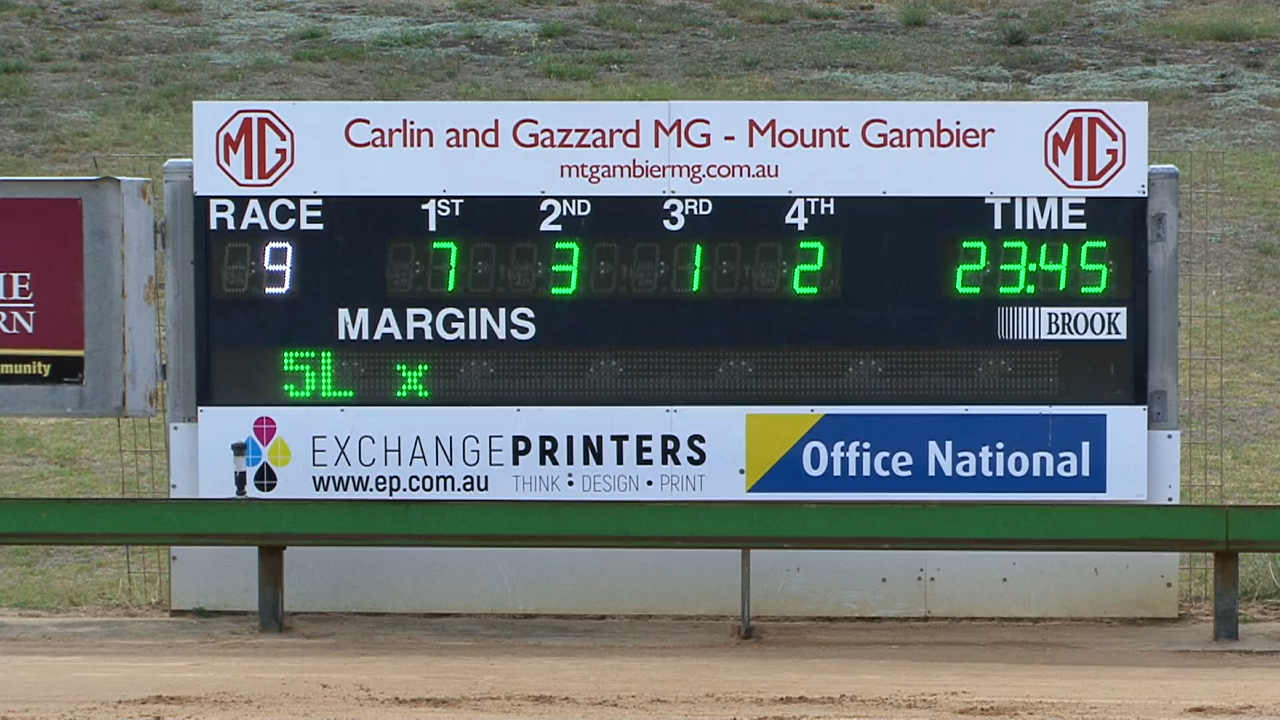 MG Carlin and Gazzard MG - Mount Gambier MG
mtgambiermg.com.au
RACE 1ST 2ND 3RD 4TH TIME
9 7 3 1 2 23:45
MARGINS BROOK
5L x
EXCHANGEPRINTERS
www.ep.com.au THINK : DESIGN • PRINT
Office National
IE
RN
munity